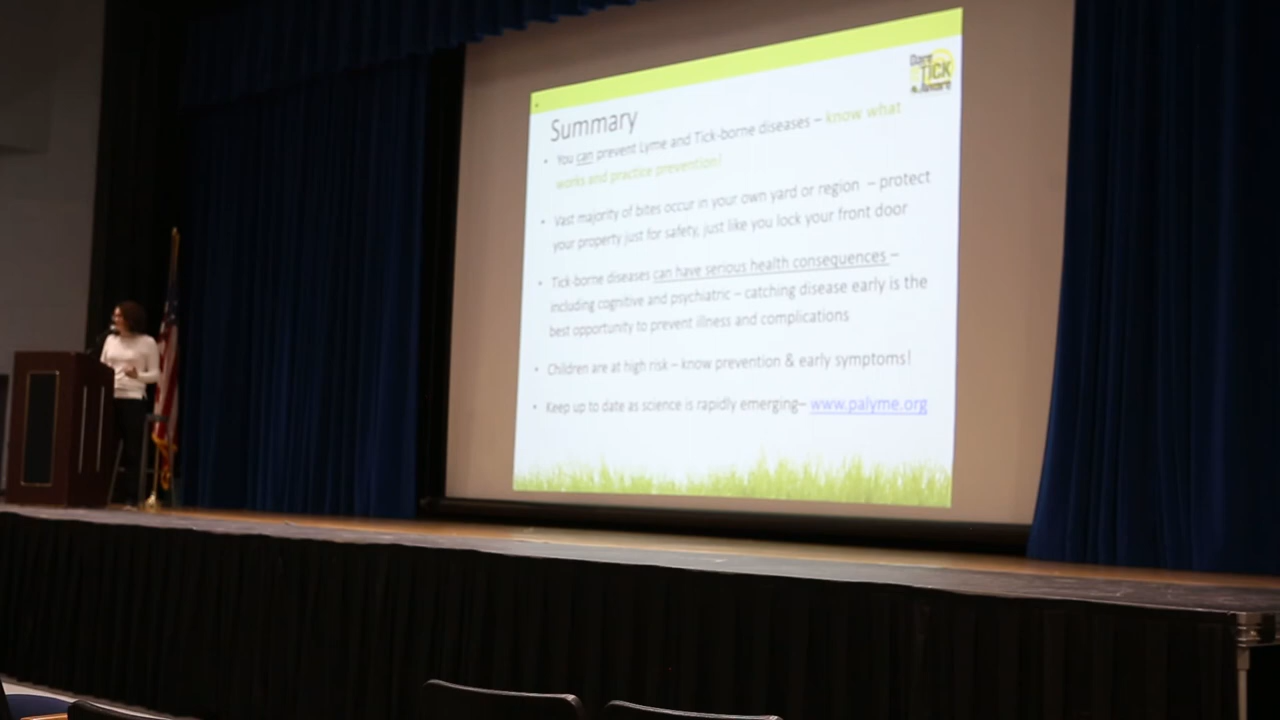 Dare
2B
TICK
Aware
Summary
• You can prevent Lyme and Tick-borne diseases – know what
works and practice prevention!
• Vast majority of bites occur in your own yard or region – protect
your property just for safety, just like you lock your front door
• Tick-borne diseases can have serious health consequences –
including cognitive and psychiatric – catching disease early is the
best opportunity to prevent illness and complications
• Children are at high risk – know prevention & early symptoms!
• Keep up to date as science is rapidly emerging– www.palyme.org